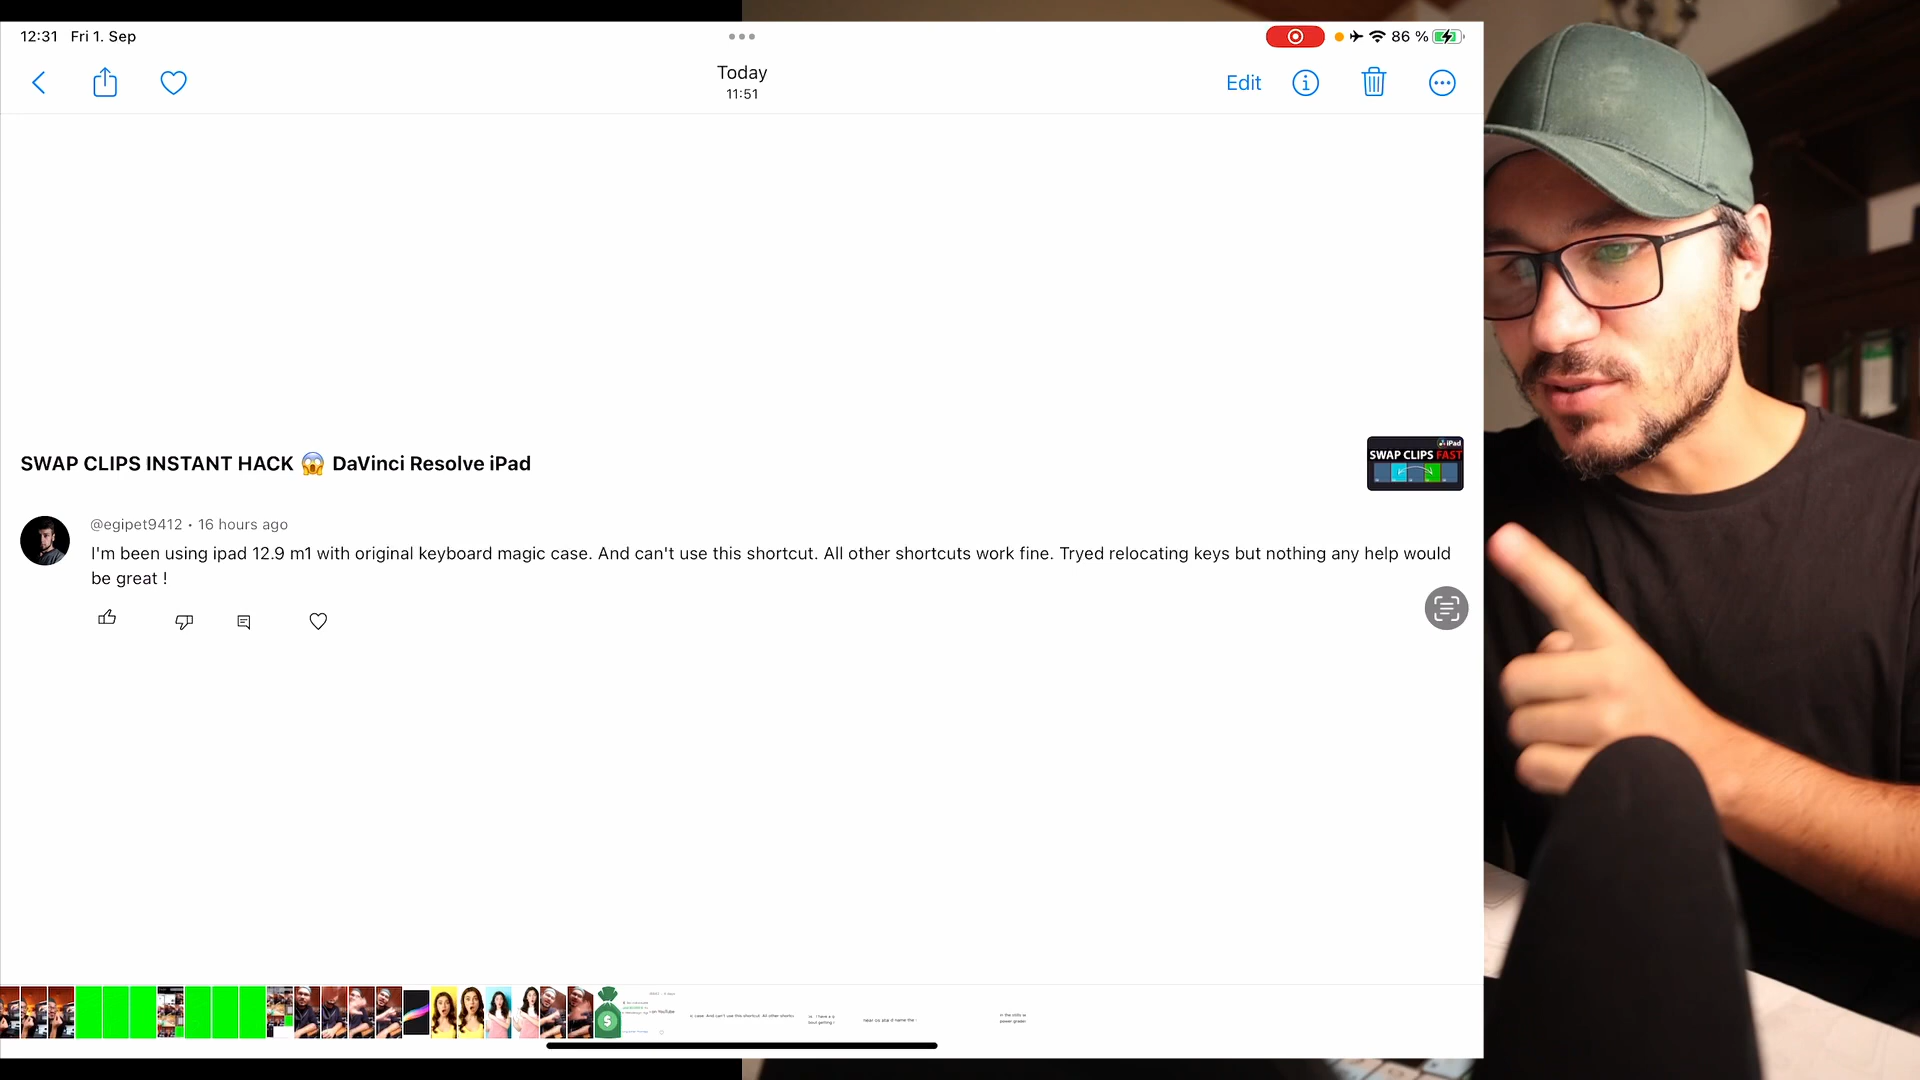 12:31 Fri 1. Sep
86 %
Today
11:51
Edit
SWAP CLIPS INSTANT HACK 😱 DaVinci Resolve iPad
iPad
SWAP CLIPS FAST
@egipet9412 • 16 hours ago
I'm been using ipad 12.9 m1 with original keyboard magic case. And can't use this shortcut. All other shortcuts work fine. Tryed relocating keys but nothing any help would
be great !